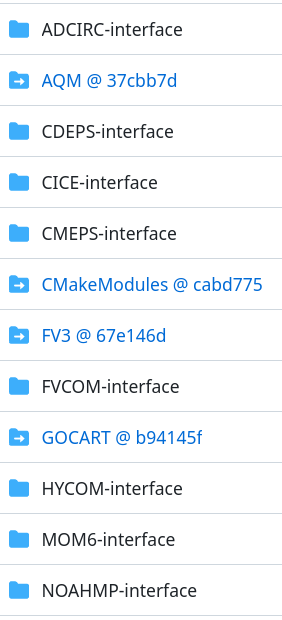 ADCIRC-interface
AQM @ 37cbb7d
CDEPS-interface
CICE-interface
CMEPS-interface
CMakeModules @ cabd775
FV3 @ 67e146d
FVCOM-interface
GOCART @ b94145f
HYCOM-interface
MOM6-interface
NOAHMP-interface